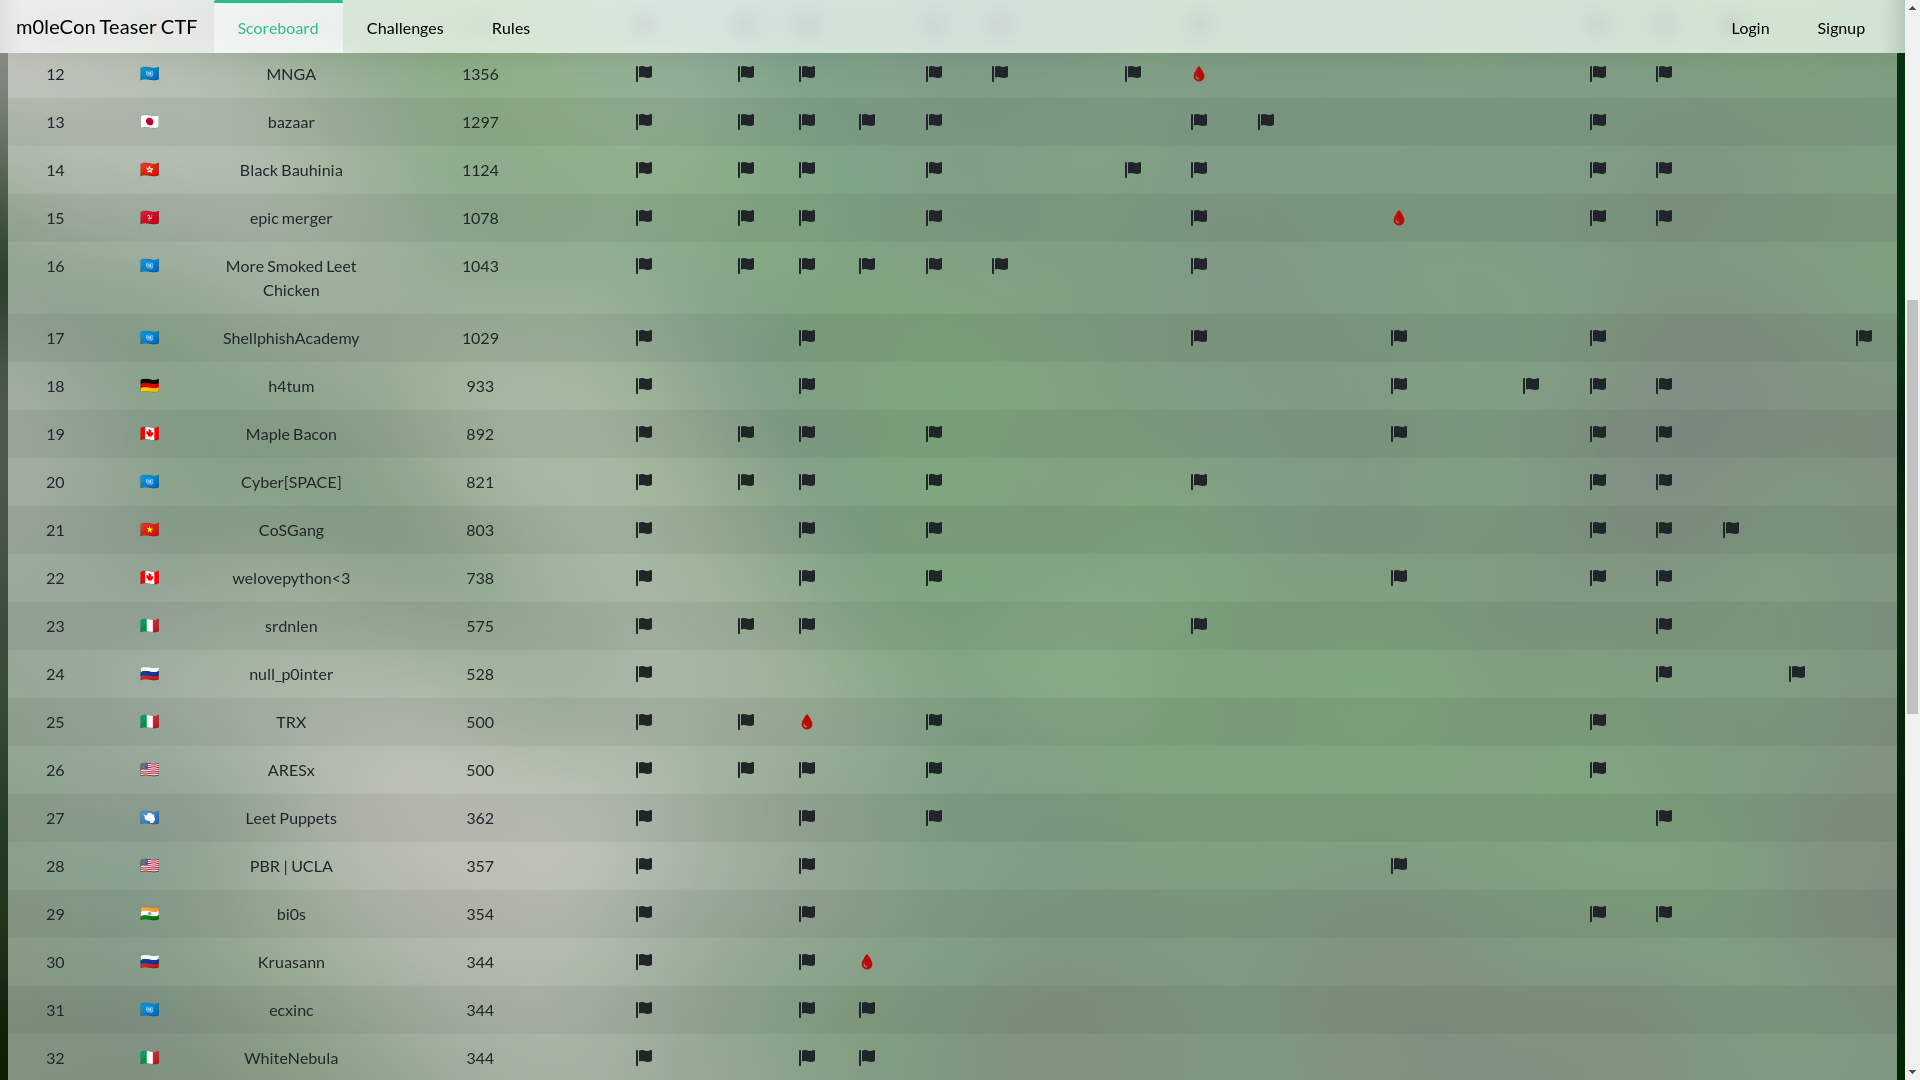 m0leCon Teaser CTF Scoreboard Challenges Rules Login Signup
12 MNGA 1356
13 bazaar 1297
14 Black Bauhinia 1124
15 epic merger 1078
16 More Smoked Leet 1043
Chicken
17 ShellphishAcademy 1029
18 h4tum 933
19 Maple Bacon 892
20 Cyber[SPACE] 821
21 CoSGang 803
22 welovepython<3 738
23 srdnlen 575
24 null_p0inter 528
25 TRX 500
26 ARESx 500
27 Leet Puppets 362
28 PBR | UCLA 357
29 bi0s 354
30 Kruasann 344
31 ecxinc 344
32 WhiteNebula 344